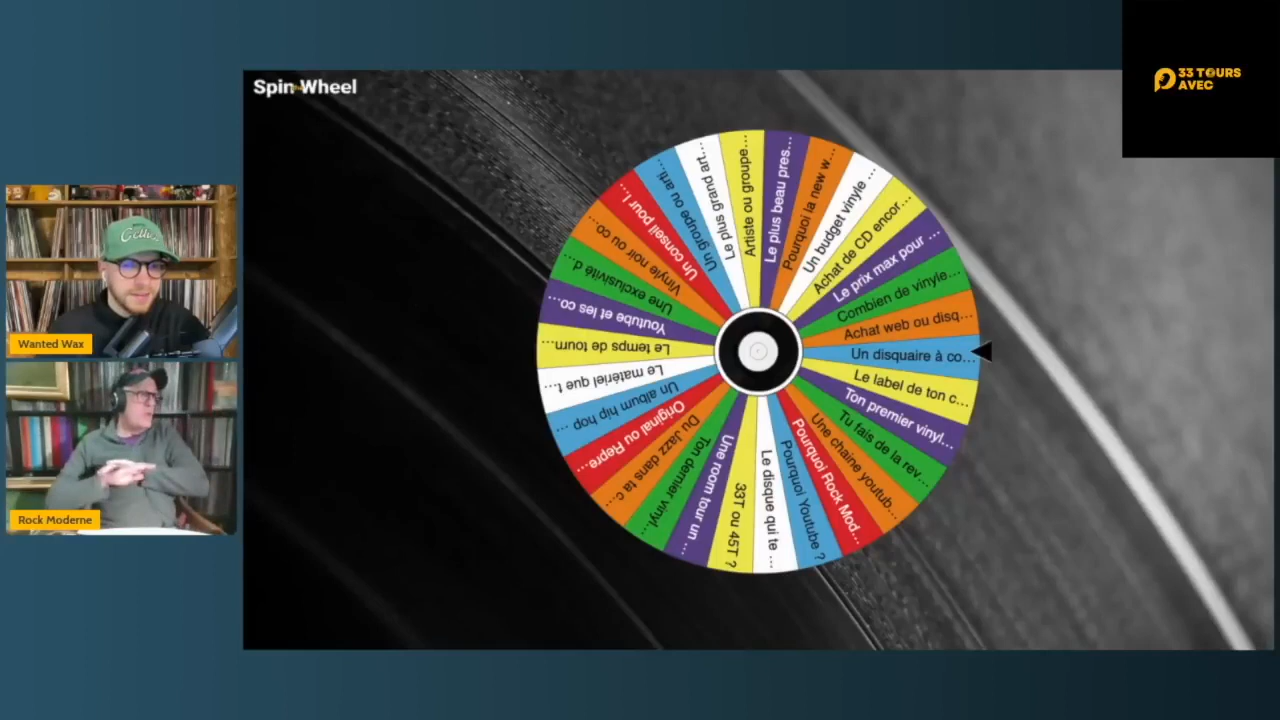 33 TOURS
AVEC
Spin Wheel
Artiste ou groupe...
Le plus beau pres...
Pourquoi la new w...
Un budget vinyle ...
Achat de CD encor...
Le prix max pour ...
Combien de vinyle...
Achat web ou disq...
Un disquaire à co...
Le label de ton c...
Ton premier vinyl...
Tu fais de la rev...
Une chaine youtub...
Pourquoi Rock Mod...
Pourquoi Youtube ?
Le disque qui te ...
33T ou 45T ?
Une room tour un ...
Ton dernier vinyl...
Du Jazz dans ta c...
Original ou Repre...
Un album hip hop ...
Le matériel que t...
Le temps de tourn...
Youtube et les co...
Une exclusivité d...
Vinyle noir ou co...
Un conseil pour l...
Un groupe ou arti...
Le plus grand art...
Wanted Wax
Rock Moderne